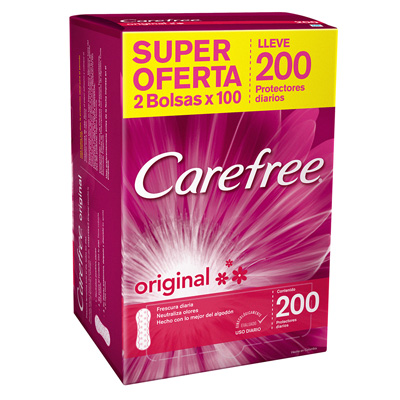 SUPER
OFERTA
2 Bolsas x 100
LLEVE
200
Protectores
diarios
Carefree®
original
Frescura diaria
Neutraliza olores
Hecho con lo mejor del algodón
USO DIARIO
Contenido
200
Protectores
diarios
Carefree
original